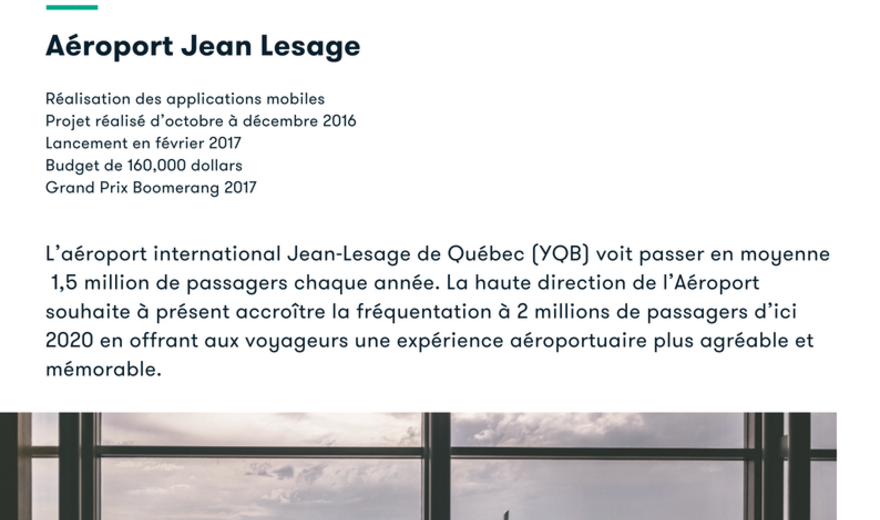 Aéroport Jean Lesage
Réalisation des applications mobiles
Projet réalisé d’octobre à décembre 2016
Lancement en février 2017
Budget de 160,000 dollars
Grand Prix Boomerang 2017
L’aéroport international Jean-Lesage de Québec (YQB) voit passer en moyenne
1,5 million de passagers chaque année. La haute direction de l’Aéroport
souhaite à présent accroître la fréquentation à 2 millions de passagers d’ici
2020 en offrant aux voyageurs une expérience aéroportuaire plus agréable et
mémorable.